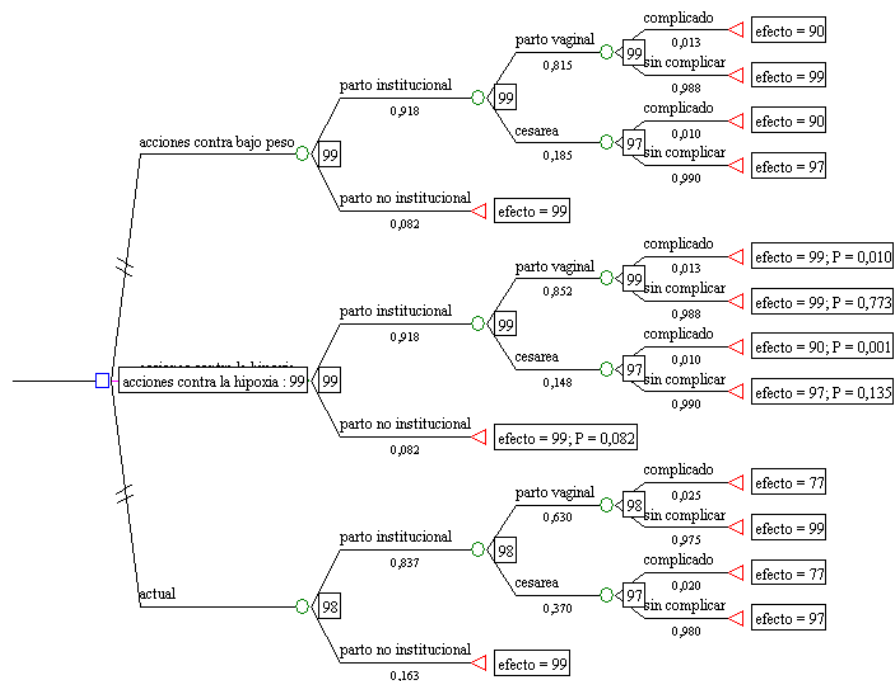 complicado
efecto = 90
0,013
parto vaginal
99
sin complicar
efecto = 99
0,815
0,988
parto institucional
99
complicado
efecto = 90
0,918
0,010
cesarea
97
sin complicar
efecto = 97
0,185
0,990
acciones contra bajo peso
99
parto no institucional
efecto = 99
0,082
complicado
efecto = 99; P = 0,010
0,013
parto vaginal
99
sin complicar
efecto = 99; P = 0,773
0,852
0,988
parto institucional
99
complicado
efecto = 90; P = 0,001
0,918
0,010
cesarea
97
sin complicar
efecto = 97; P = 0,135
0,148
0,990
acciones contra la hipoxia : 99
99
parto no institucional
efecto = 99; P = 0,082
0,082
complicado
efecto = 77
0,025
parto vaginal
98
sin complicar
efecto = 99
0,630
0,975
parto institucional
98
complicado
efecto = 77
0,837
0,020
cesarea
97
sin complicar
efecto = 97
0,370
0,980
actual
98
parto no institucional
efecto = 99
0,163